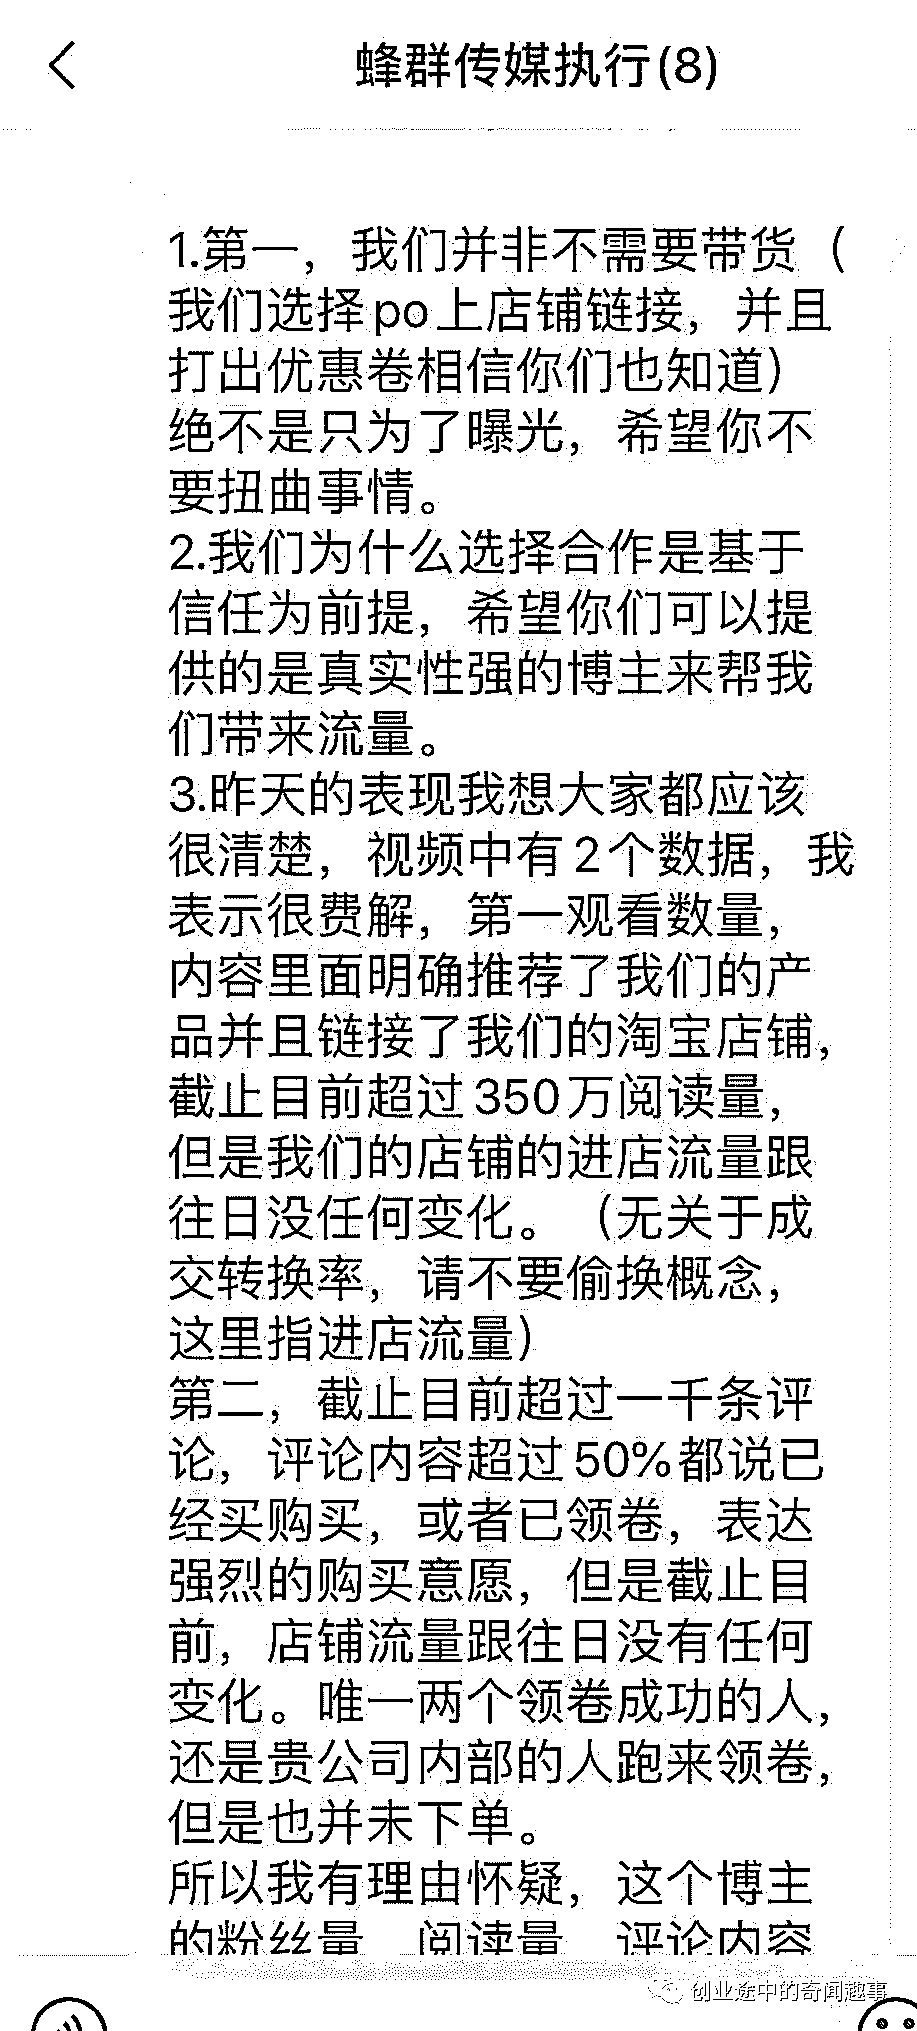 蜂群传媒执行(8)
1.第一，我们并非不需要带货（
我们选择po上店铺链接，并且
打出优惠卷相信你们也知道）
绝不是只为了曝光，希望你不
要扭曲事情。
2.我们为什么选择合作是基于
信任为前提，希望你们可以提
供的是真实性强的博主来帮我
们带来流量。
3.昨天的表现我想大家都应该
很清楚，视频中有2个数据，我
表示很费解，第一观看数量，
内容里面明确推荐了我们的产
品并且链接了我们的淘宝店铺，
截止目前超过350万阅读量，
但是我们的店铺的进店流量跟
往日没任何变化。（无关于成
交转换率，请不要偷换概念，
这里指进店流量）
第二，截止目前超过一千条评
论，评论内容超过50%都说已
经买购买，或者已领卷，表达
强烈的购买意愿，但是截止目
前，店铺流量跟往日没有任何
变化。唯一两个领卷成功的人，
还是贵公司内部的人跑来领卷，
但是也并未下单。
所以我有理由怀疑，这个博主
的粉丝量 阅读量 评论内容
创业途中的奇闻趣事